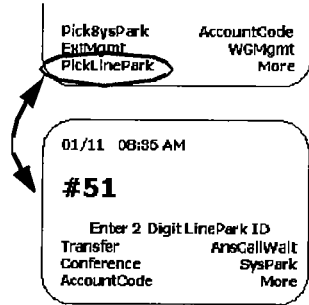 PickSysPark AccountCode
ExtMgmt WGMgmt
PickLinePark More
01/11 08:35 AM
#51
Enter 2 Digit LinePark ID
Transfer AnsCallWait
Conference SysPark
AccountCode More